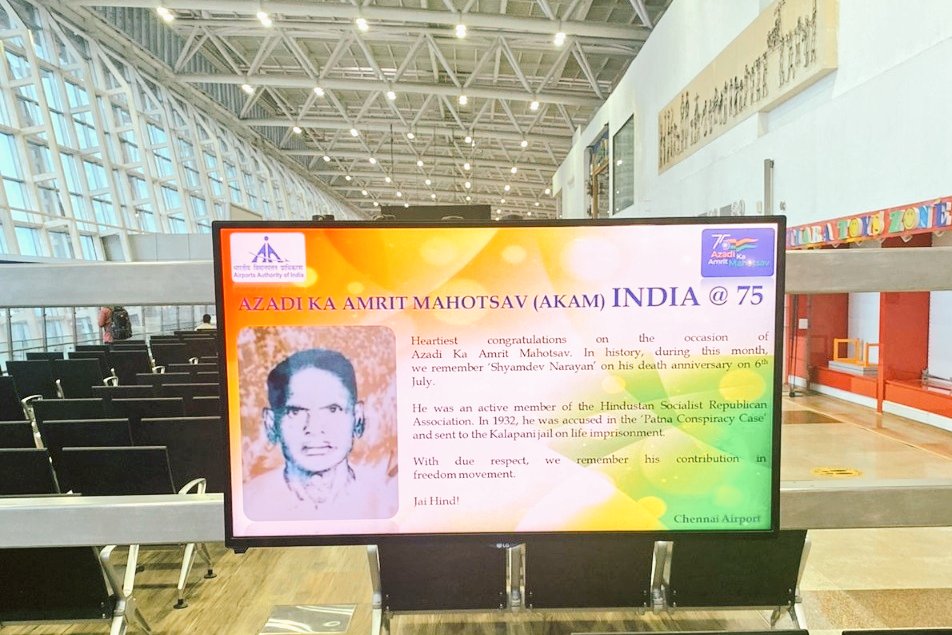 भारतीय विमानपत्तन प्राधिकरण
Airports Authority of India
75
Azadi Ka
Amrit Mahotsav
AZADI KA AMRIT MAHOTSAV (AKAM) INDIA @ 75
Heartiest congratulations on the occasion of
Azadi Ka Amrit Mahotsav. In history, during this month,
we remember 'Shyamdev Narayan' on his death anniversary on 6th
July.
He was an active member of the Hindustan Socialist Republican
Association. In 1932, he was accused in the 'Patna Conspiracy Case'
and sent to the Kalapani jail on life imprisonment.
With due respect, we remember his contribution in
freedom movement.
Jai Hind!
Chennai Airport
LG
TOYS ZONE